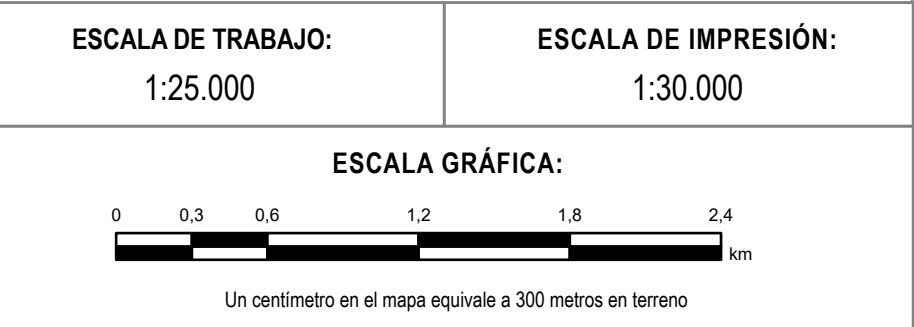 ESCALA DE TRABAJO:
1:25.000
ESCALA DE IMPRESIÓN:
1:30.000
ESCALA GRÁFICA:
0 0,3 0,6 1,2 1,8 2,4
km
Un centímetro en el mapa equivale a 300 metros en terreno